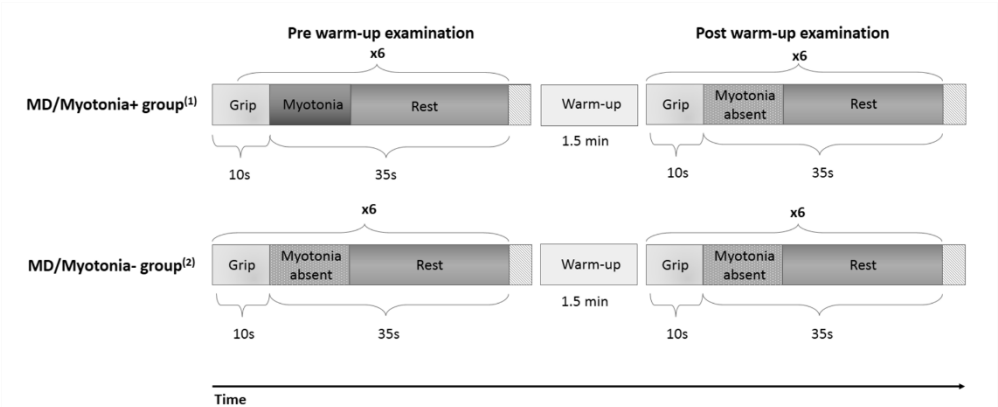 Pre warm-up examination
Post warm-up examination
x6
x6
MD/Myotonia+ group(1)
Grip
Myotonia
Rest
Warm-up
Grip
Myotonia
absent
Rest
10s
35s
1.5 min
10s
35s
x6
x6
MD/Myotonia- group(2)
Grip
Myotonia
absent
Rest
Warm-up
Grip
Myotonia
absent
Rest
10s
35s
1.5 min
10s
35s
Time